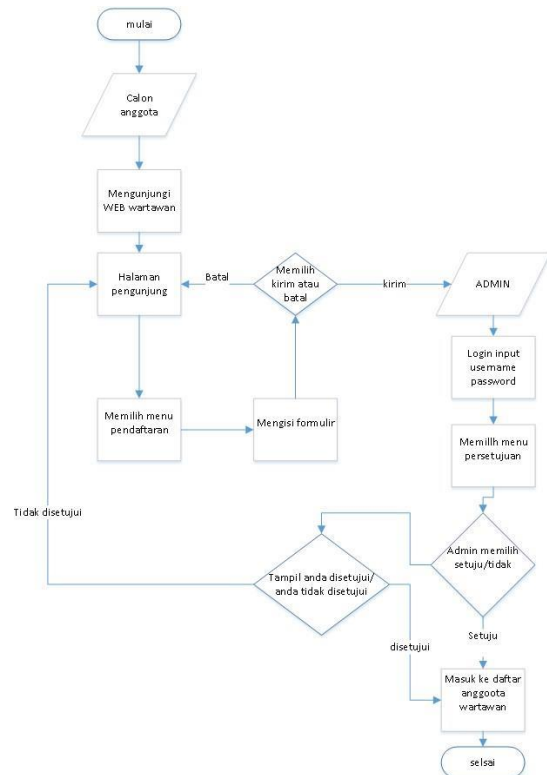 mulai
Calon
anggota
Mengunjungi
WEB wartawan
Halaman
pengunjung
Batal
Memilih
kirim atau
batal
kirim
ADMIN
Login input
username
password
Memilih menu
pendaftaran
Mengisi formulir
Memillh menu
persetujuan
Tidak disetujui
Admin memilih
setuju/tidak
Tampil anda disetujui/
anda tidak disetujui
Setuju
disetujui
Masuk ke daftar
anggoota
wartawan
selsai